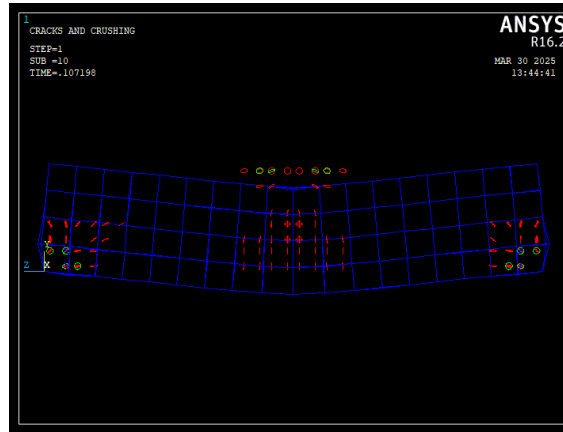 1
CRACKS AND CRUSHING
STEP=1
SUB =10
TIME=.107198
ANSYS
R16.2
MAR 30 2025
13:44:41
Y
Z
X